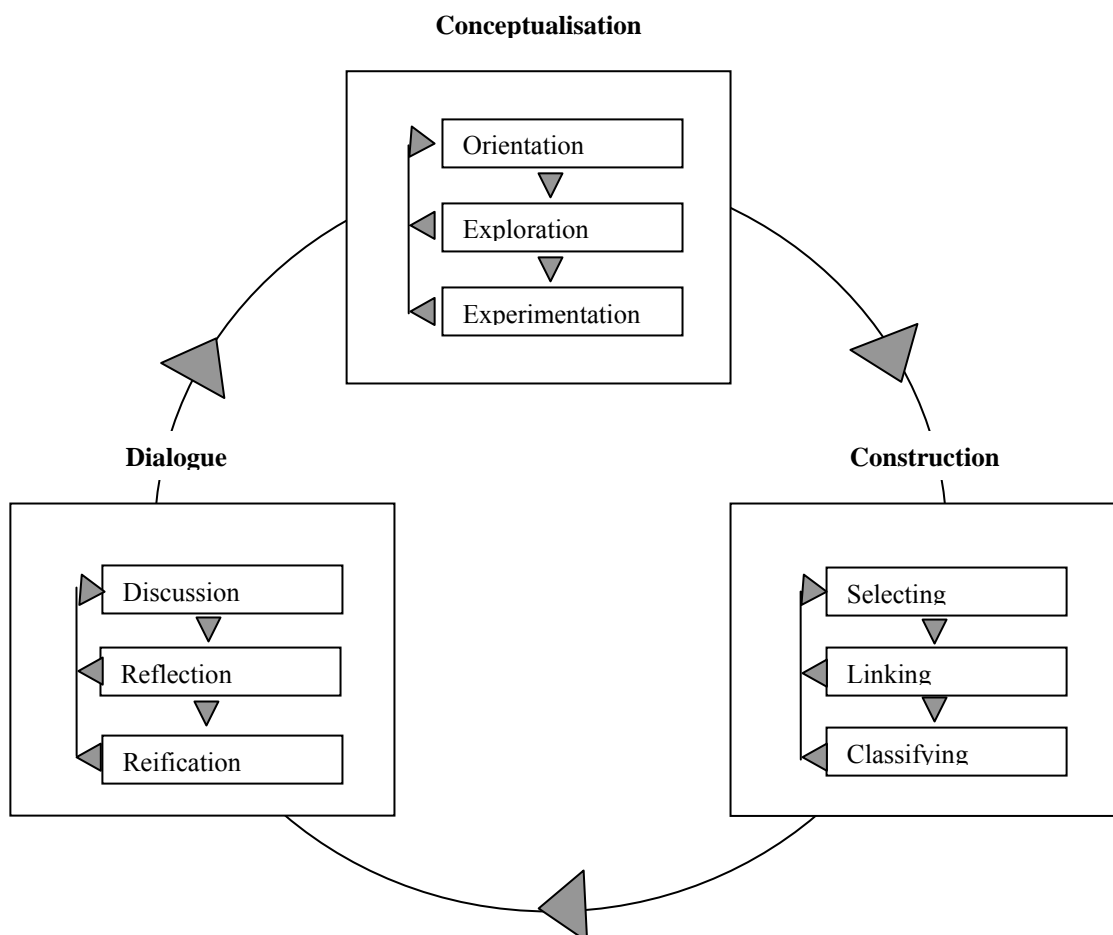 Conceptualisation
Orientation
Exploration
Experimentation
Dialogue
Construction
Discussion
Reflection
Reification
Selecting
Linking
Classifying